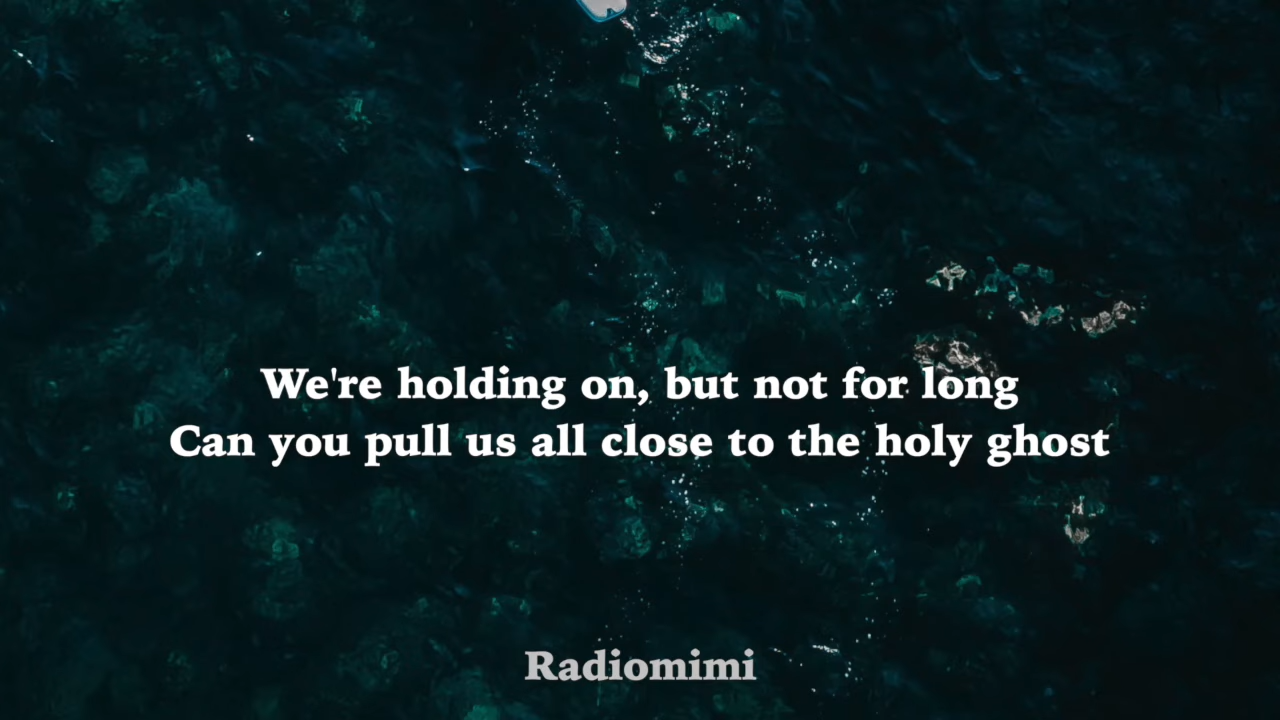 We're holding on, but not for long
Can you pull us all close to the holy ghost
Radiomimi